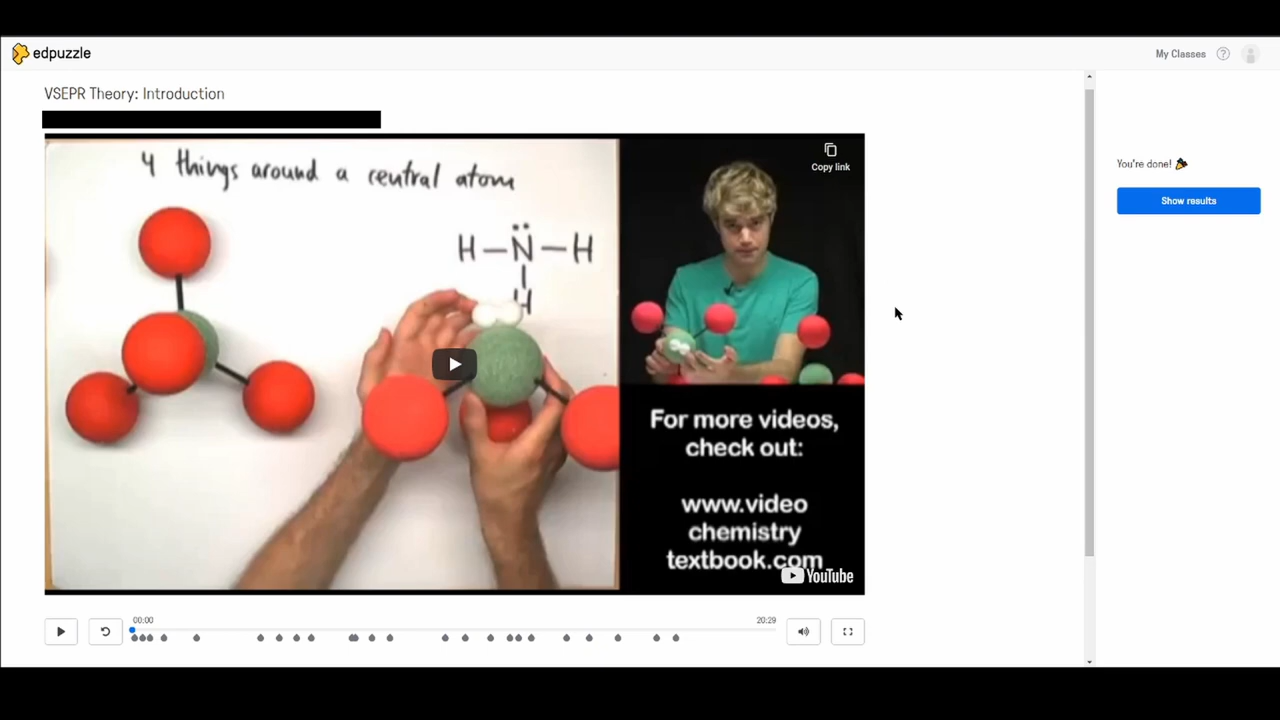 edpuzzle
My Classes
?
VSEPR Theory: Introduction
4 things around a central atom
H — N — H
H
Copy link
For more videos,
check out:
www.video
chemistry
textbook.com
YouTube
You're done!
Show results
00:00
20:29